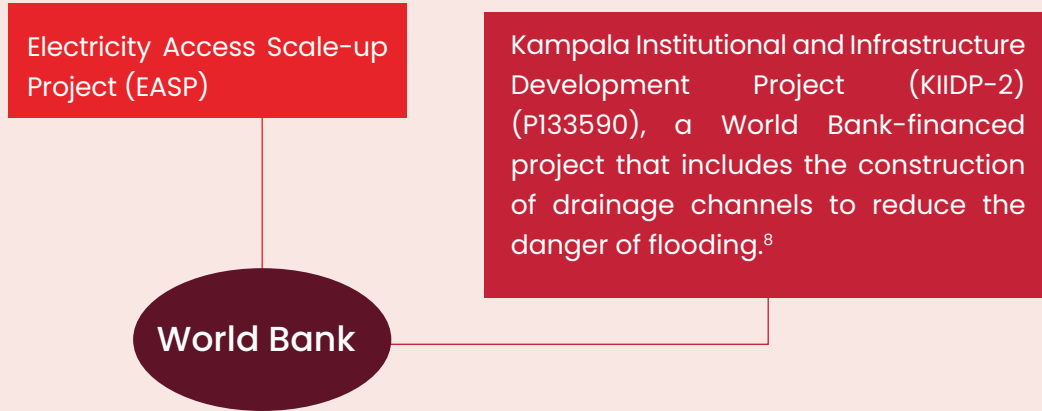 Electricity Access Scale-up
Project (EASP)
Kampala Institutional and Infrastructure
Development Project (KIIDP-2)
(P133590), a World Bank-financed
project that includes the construction
of drainage channels to reduce the
danger of flooding.⁸
World Bank